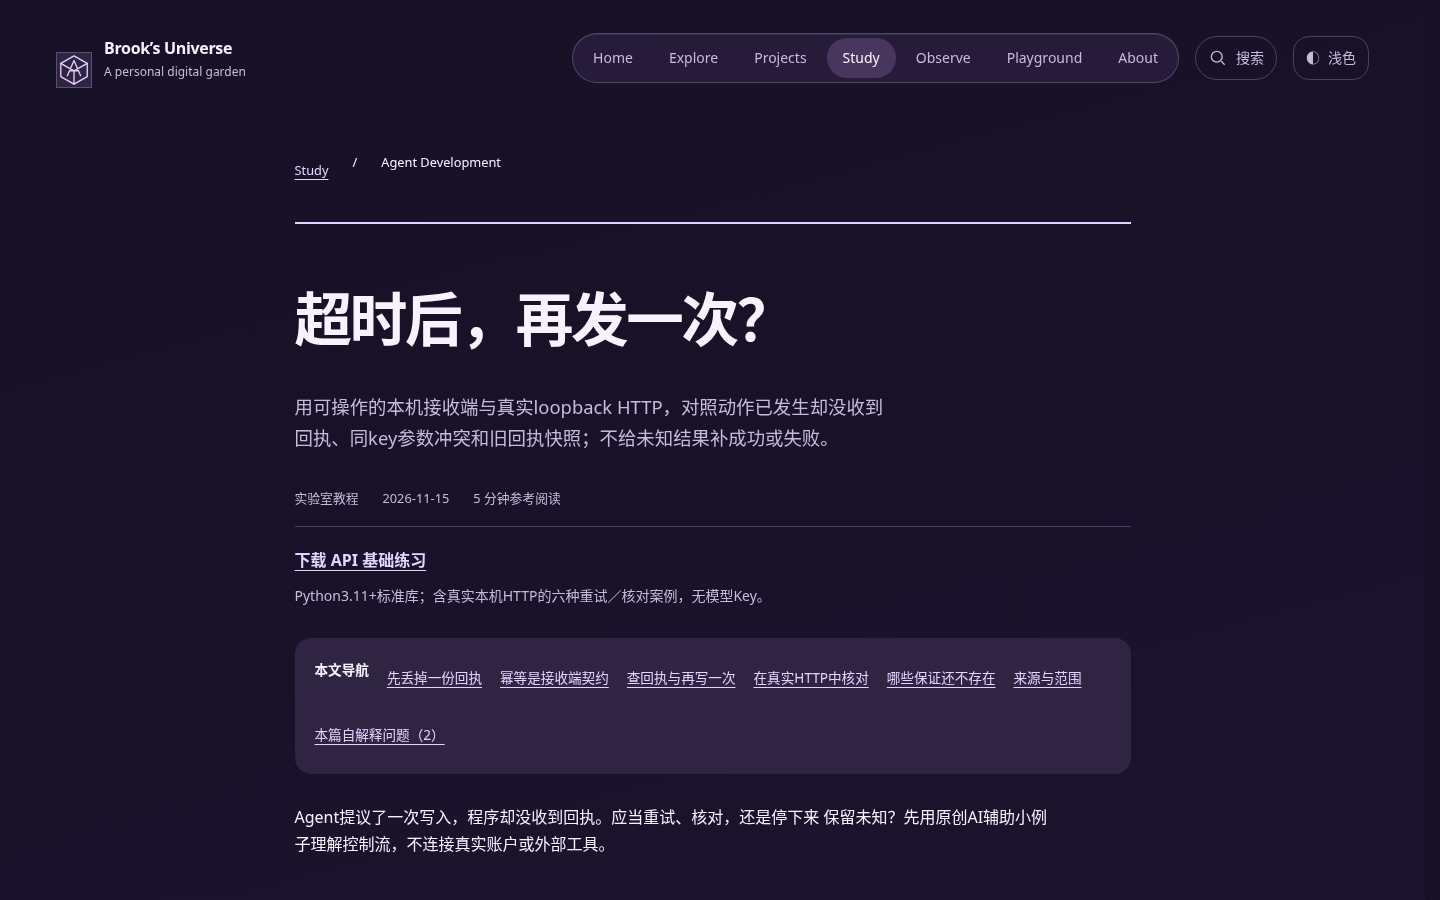 Brook’s Universe
A personal digital garden
Home Explore Projects Study Observe Playground About 搜索 浅色
Study / Agent Development
超时后，再发一次？
用可操作的本机接收端与真实loopback HTTP，对照动作已发生却没收到
回执、同key参数冲突和旧回执快照；不给未知结果补成功或失败。
实验室教程 2026-11-15 5 分钟参考阅读
下载 API 基础练习
Python3.11+标准库；含真实本机HTTP的六种重试／核对案例，无模型Key。
本文导航 先丢掉一份回执 幂等是接收端契约 查回执与再写一次 在真实HTTP中核对 哪些保证还不存在 来源与范围
本篇自解释问题（2）
Agent提议了一次写入，程序却没收到回执。应当重试、核对，还是停下来 保留未知？先用原创AI辅助小例
子理解控制流，不连接真实账户或外部工具。